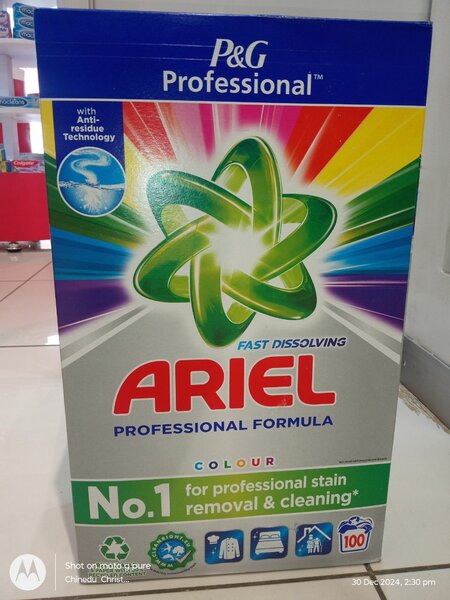 P&G
Professional™
with
Anti-
residue
Technology
Colgate
FAST DISSOLVING
ARIEL
PROFESSIONAL FORMULA
COLOUR
No.1
for professional stain
removal & cleaning*
100
Shot on moto g pure
Chinedu Christ...
30 Dec 2024, 2:30 pm